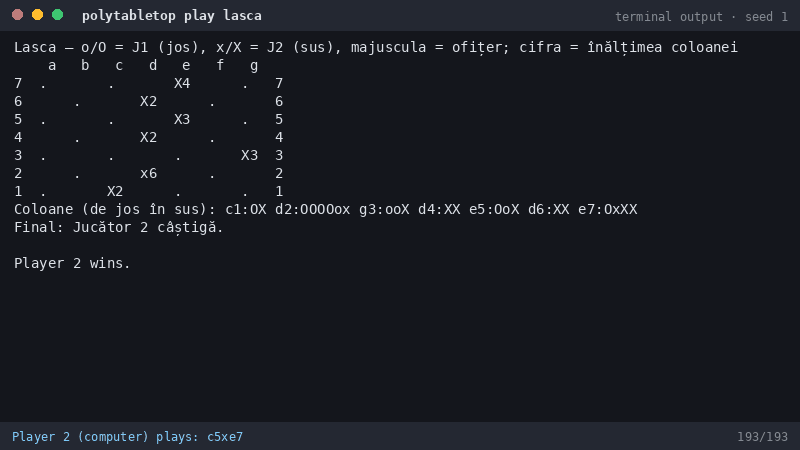 polytabletop play lasca
terminal output · seed 1
Lasca — o/O = J1 (jos), x/X = J2 (sus), majuscula = ofițer; cifra = înălțimea coloanei
a b c d e f g
7 . . X4 . 7
6 . X2 . 6
5 . . X3 . 5
4 . X2 . 4
3 . . . X3 3
2 . x6 . 2
1 . X2 . . 1
Coloane (de jos în sus): c1:OX d2:OOOOox g3:ooX d4:XX e5:OoX d6:XX e7:OxXX
Final: Jucător 2 câștigă.
Player 2 wins.
Player 2 (computer) plays: c5xe7
193/193